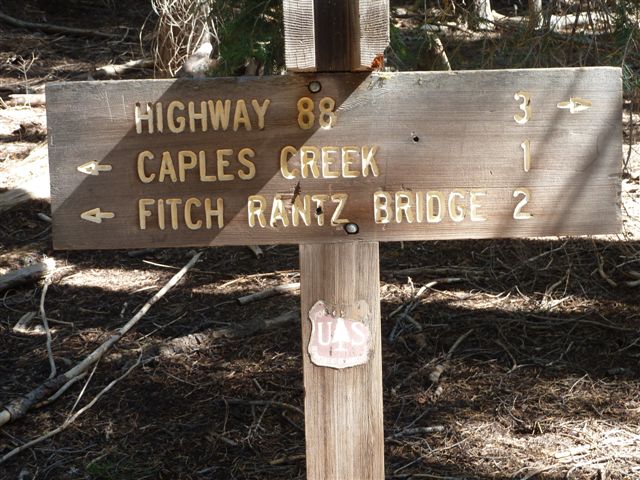 HIGHWAY 88 3 →
← CAPLES CREEK 1
← FITCH RANTZ BRIDGE 2
U S